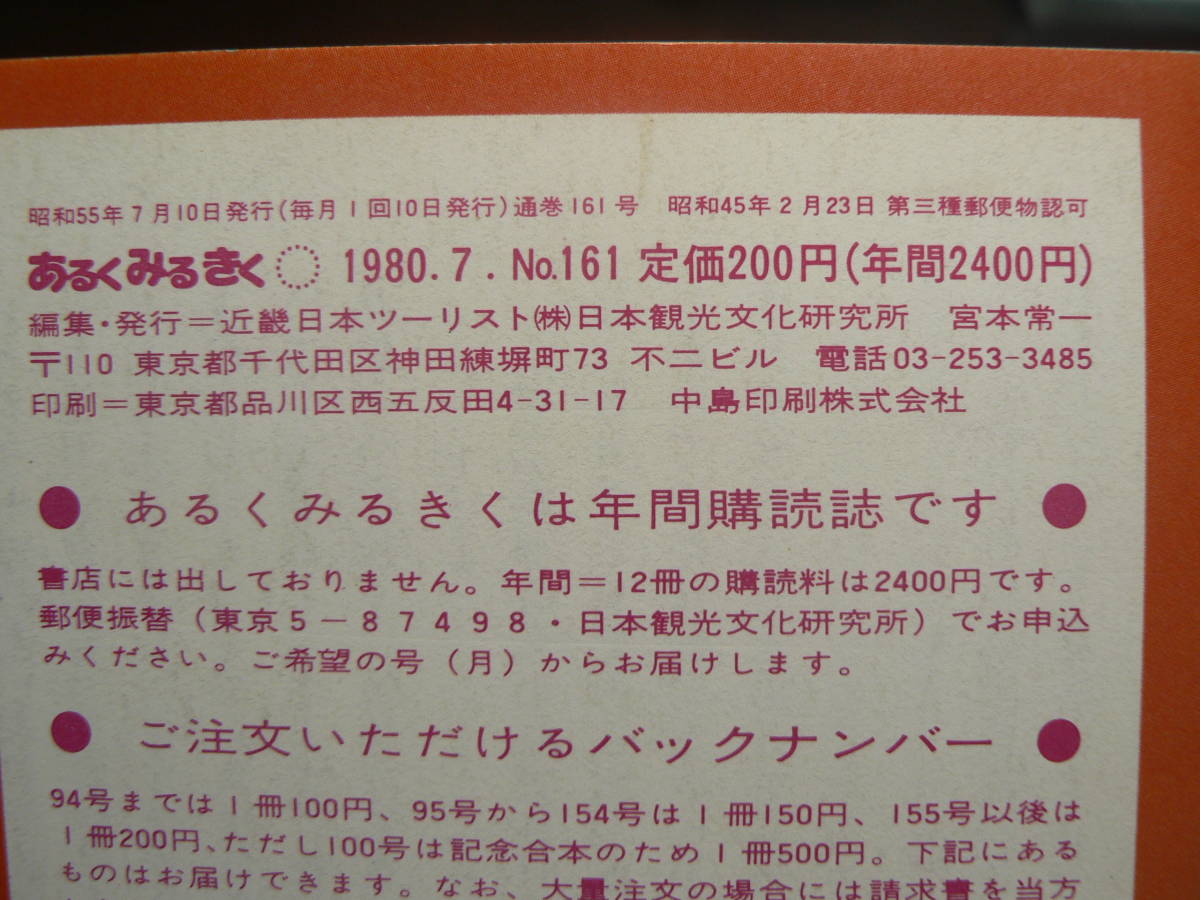 昭和55年7月10日発行(毎月1回10日発行)通巻161号　昭和45年2月23日 第三種郵便物認可
あるくみるきく 1980.7. No.161 定価200円(年間2400円)
編集・発行＝近畿日本ツーリスト㈱日本観光文化研究所　宮本常一
〒110 東京都千代田区神田練塀町73 不二ビル　電話03-253-3485
印刷＝東京都品川区西五反田4-31-17　中島印刷株式会社
● あるくみるきくは年間購読誌です ●
書店には出しておりません。年間＝12冊の購読料は2400円です。
郵便振替（東京5－87498・日本観光文化研究所）でお申込
みください。ご希望の号（月）からお届けします。
● ご注文いただけるバックナンバー ●
94号までは1冊100円、95号から154号は1冊150円、155号以後は
1冊200円、ただし100号は記念合本のため1冊500円。下記にある
ものはお届けできます。なお、大量注文の場合には請求書を当方